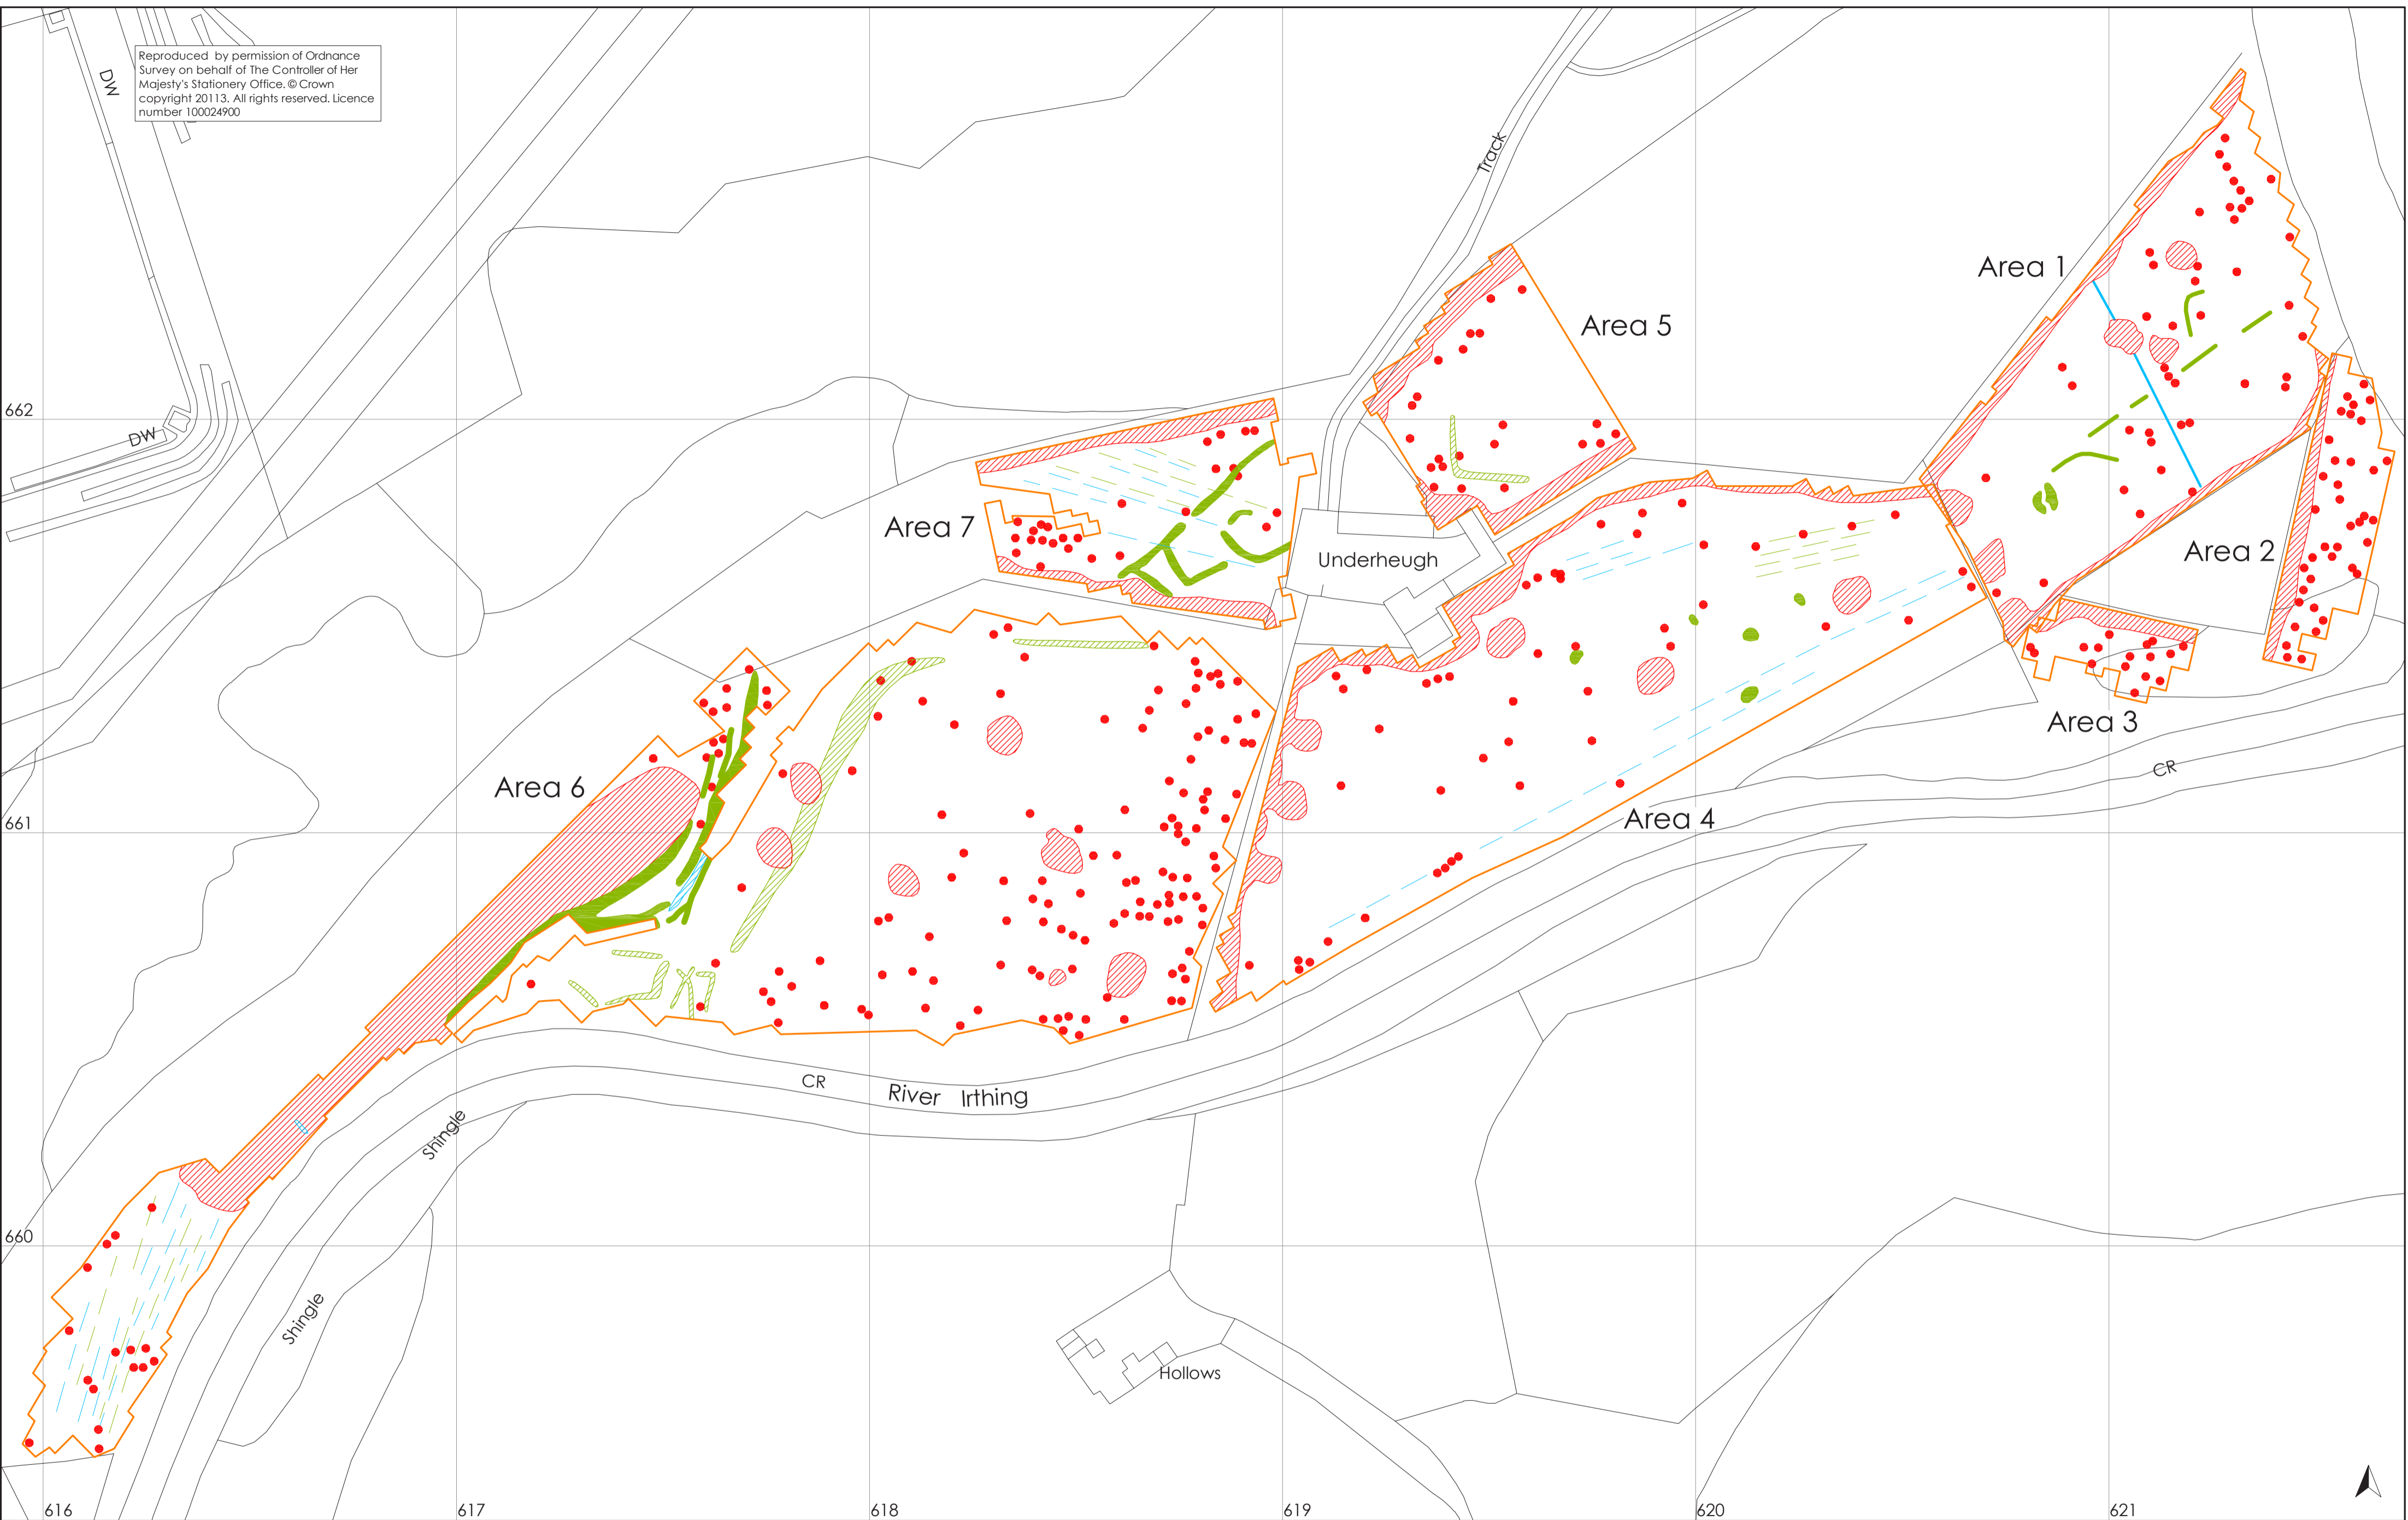 DW
Reproduced by permission of Ordnance
Survey on behalf of The Controller of Her
Majesty's Stationery Office. © Crown
copyright 20113. All rights reserved. Licence
number 100024900
Track
Area 1
Area 5
662
DW
Area 7
Underheugh
Area 2
Area 3
CR
Area 6
Area 4
661
CR
River Irthing
Shingle
660
Shingle
Hollows
616
617
618
619
620
621